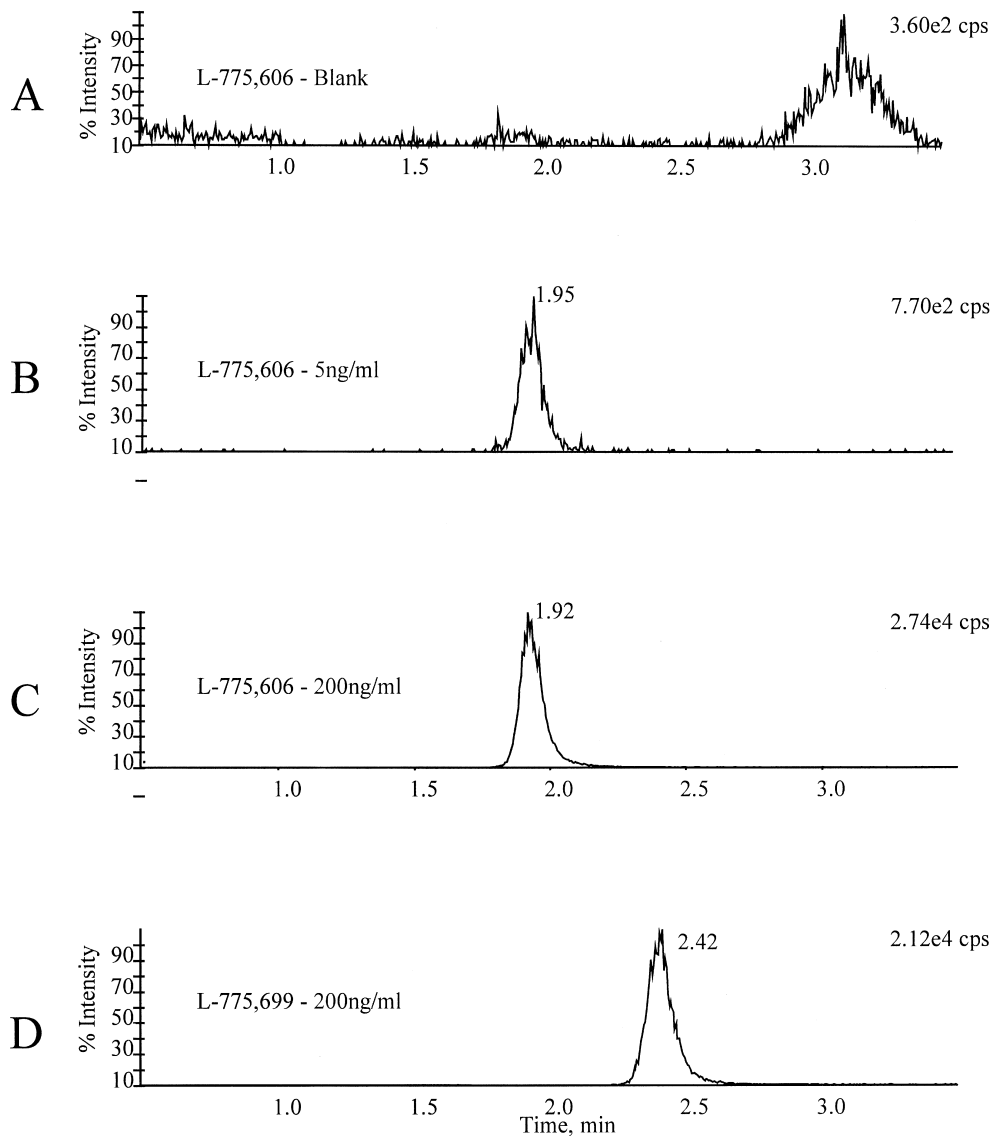 A
% Intensity
90
70
50
30
10
L-775,606 - Blank
3.60e2 cps
1.0 1.5 2.0 2.5 3.0
B
% Intensity
90
70
50
30
10
L-775,606 - 5ng/ml
1.95
7.70e2 cps
C
% Intensity
90
70
50
30
10
L-775,606 - 200ng/ml
1.92
2.74e4 cps
1.0 1.5 2.0 2.5 3.0
D
% Intensity
90
70
50
30
10
L-775,699 - 200ng/ml
2.42
2.12e4 cps
1.0 1.5 2.0 2.5 3.0
Time, min